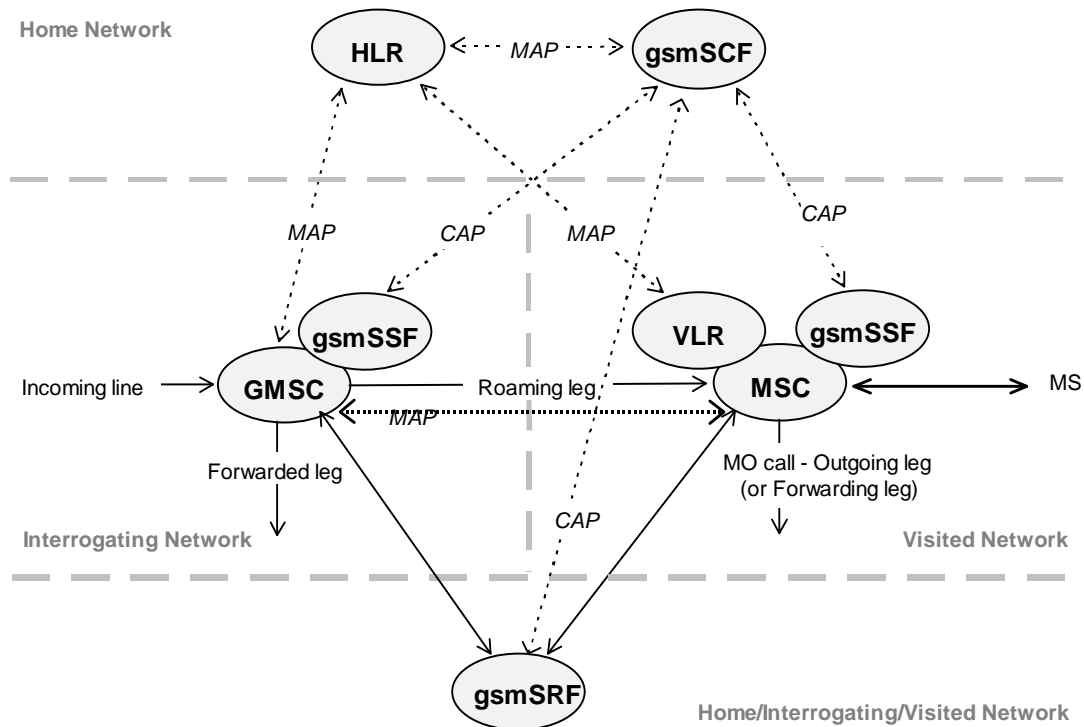 Home Network
HLR
MAP
gsmSCF
MAP
CAP
MAP
CAP
gsmSSF
VLR
gsmSSF
Incoming line
GMSC
Roaming leg
MSC
MS
MAP
Forwarded leg
MO call - Outgoing leg
(or Forwarding leg)
CAP
Interrogating Network
Visited Network
gsmSRF
Home/Interrogating/Visited Network